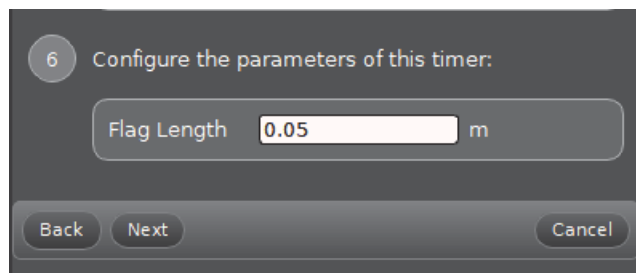 6 Configure the parameters of this timer:
Flag Length 0.05 m
Back Next Cancel